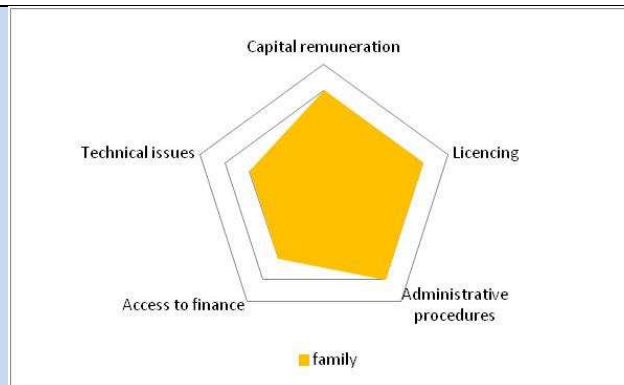 Capital remuneration
Technical issues
Licencing
Access to finance
Administrative
procedures
family